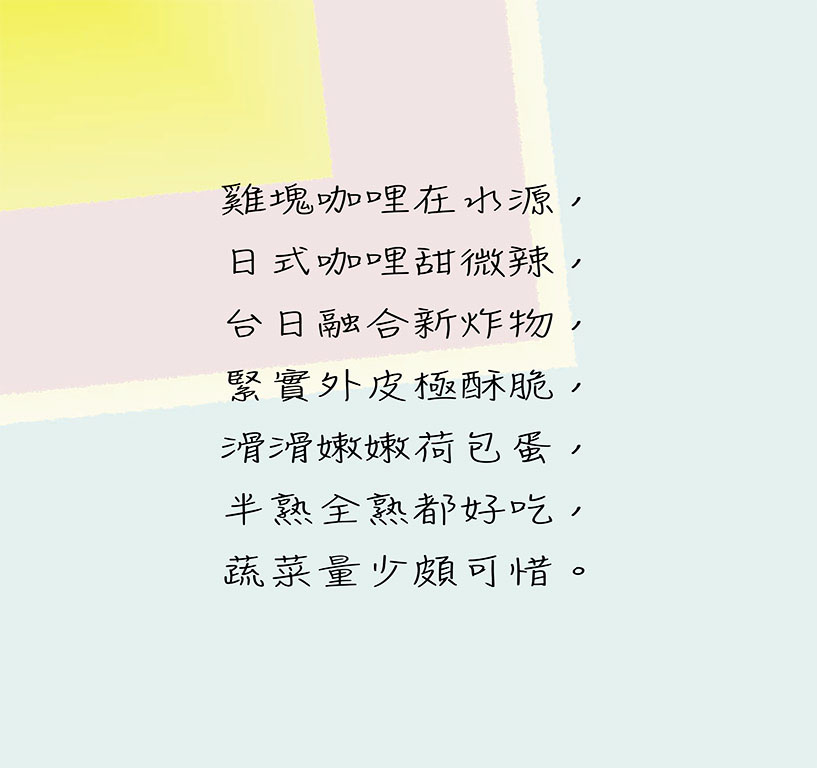 雞塊咖哩在水源，
日式咖哩甜微辣，
台日融合新炸物，
緊實外皮極酥脆，
滑滑嫩嫩荷包蛋，
半熟全熟都好吃，
蔬菜量少頗可惜。